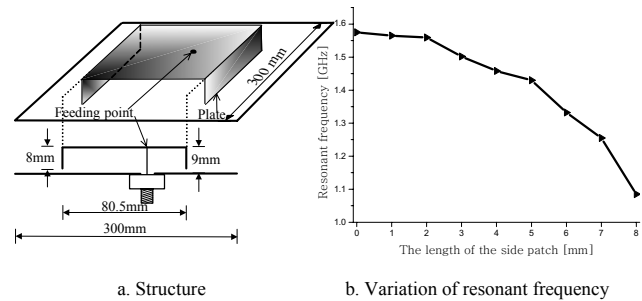 300 mm
Feeding point
Plate
8mm
9mm
80.5mm
300mm
a. Structure
Resonant frequency [GHz]
1.6
1.5
1.4
1.3
1.2
1.1
1.0
0 1 2 3 4 5 6 7 8
The length of the side patch [mm]
b. Variation of resonant frequency